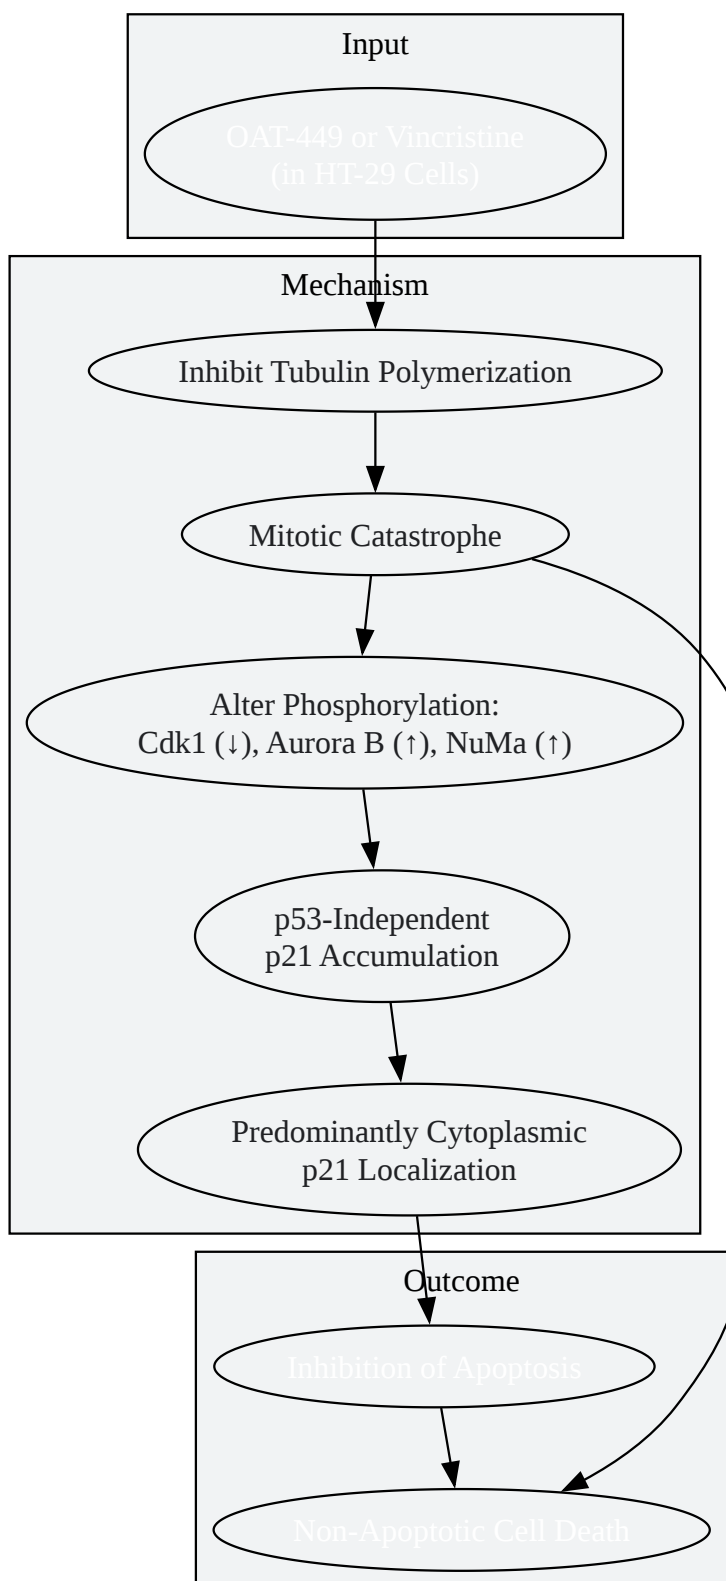 Input
OAT-449 or Vincristine
(in HT-29 Cells)
Mechanism
Inhibit Tubulin Polymerization
Mitotic Catastrophe
Alter Phosphorylation:
Cdk1 (↓), Aurora B (↑), NuMa (↑)
p53-Independent
p21 Accumulation
Predominantly Cytoplasmic
p21 Localization
Outcome
Inhibition of Apoptosis
Non-Apoptotic Cell Death